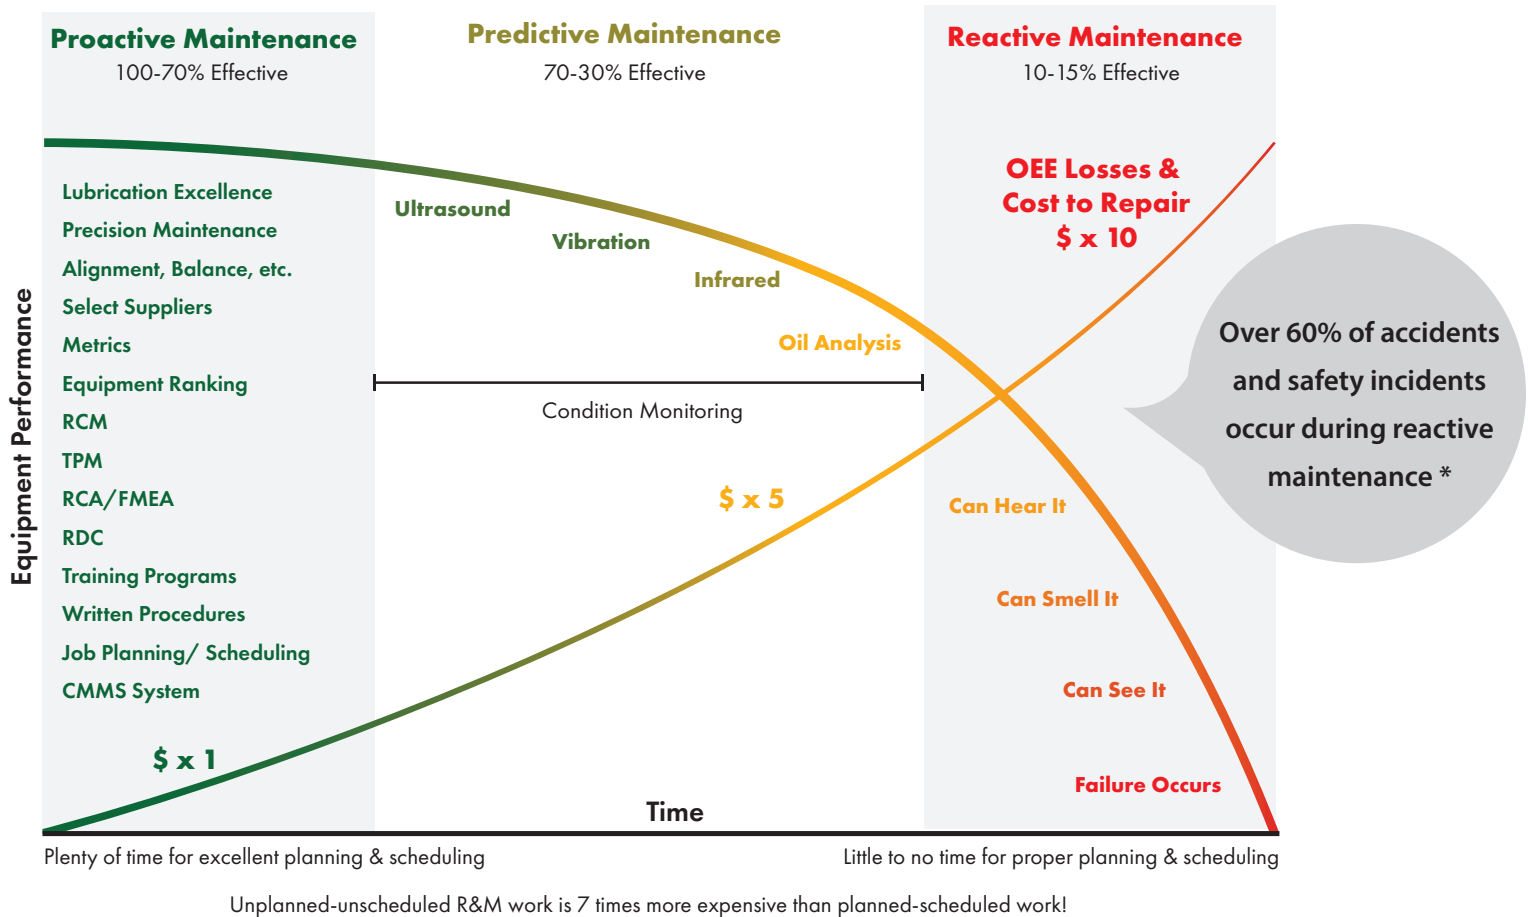 Proactive Maintenance
100-70% Effective
Predictive Maintenance
70-30% Effective
Reactive Maintenance
10-15% Effective
Equipment Performance
Lubrication Excellence
Precision Maintenance
Alignment, Balance, etc.
Select Suppliers
Metrics
Equipment Ranking
RCM
TPM
RCA/FMEA
RDC
Training Programs
Written Procedures
Job Planning/ Scheduling
CMMS System
$ x 1
Ultrasound
Vibration
Infrared
Oil Analysis
Condition Monitoring
$ x 5
OEE Losses &
Cost to Repair
$ x 10
Can Hear It
Can Smell It
Can See It
Failure Occurs
Over 60% of accidents
and safety incidents
occur during reactive
maintenance *
Time
Plenty of time for excellent planning & scheduling
Little to no time for proper planning & scheduling
Unplanned-unscheduled R&M work is 7 times more expensive than planned-scheduled work!